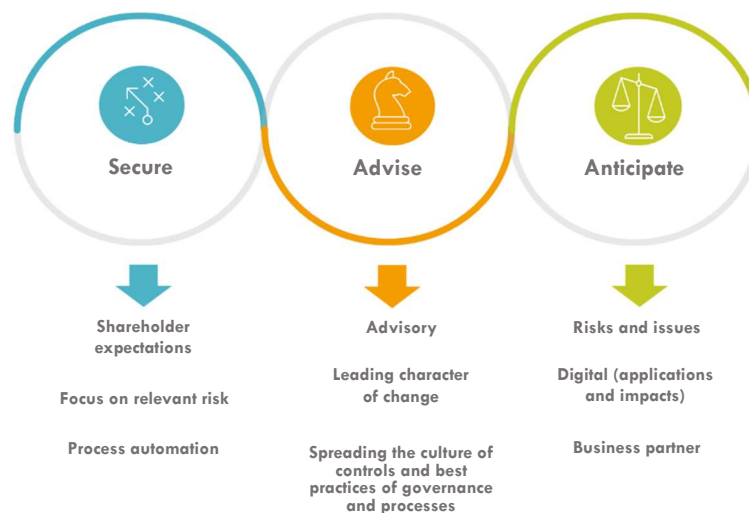 Secure
Advise
Anticipate
Shareholder
expectations
Focus on relevant risk
Process automation
Advisory
Leading character
of change
Spreading the culture of
controls and best
practices of governance
and processes
Risks and issues
Digital (applications
and impacts)
Business partner